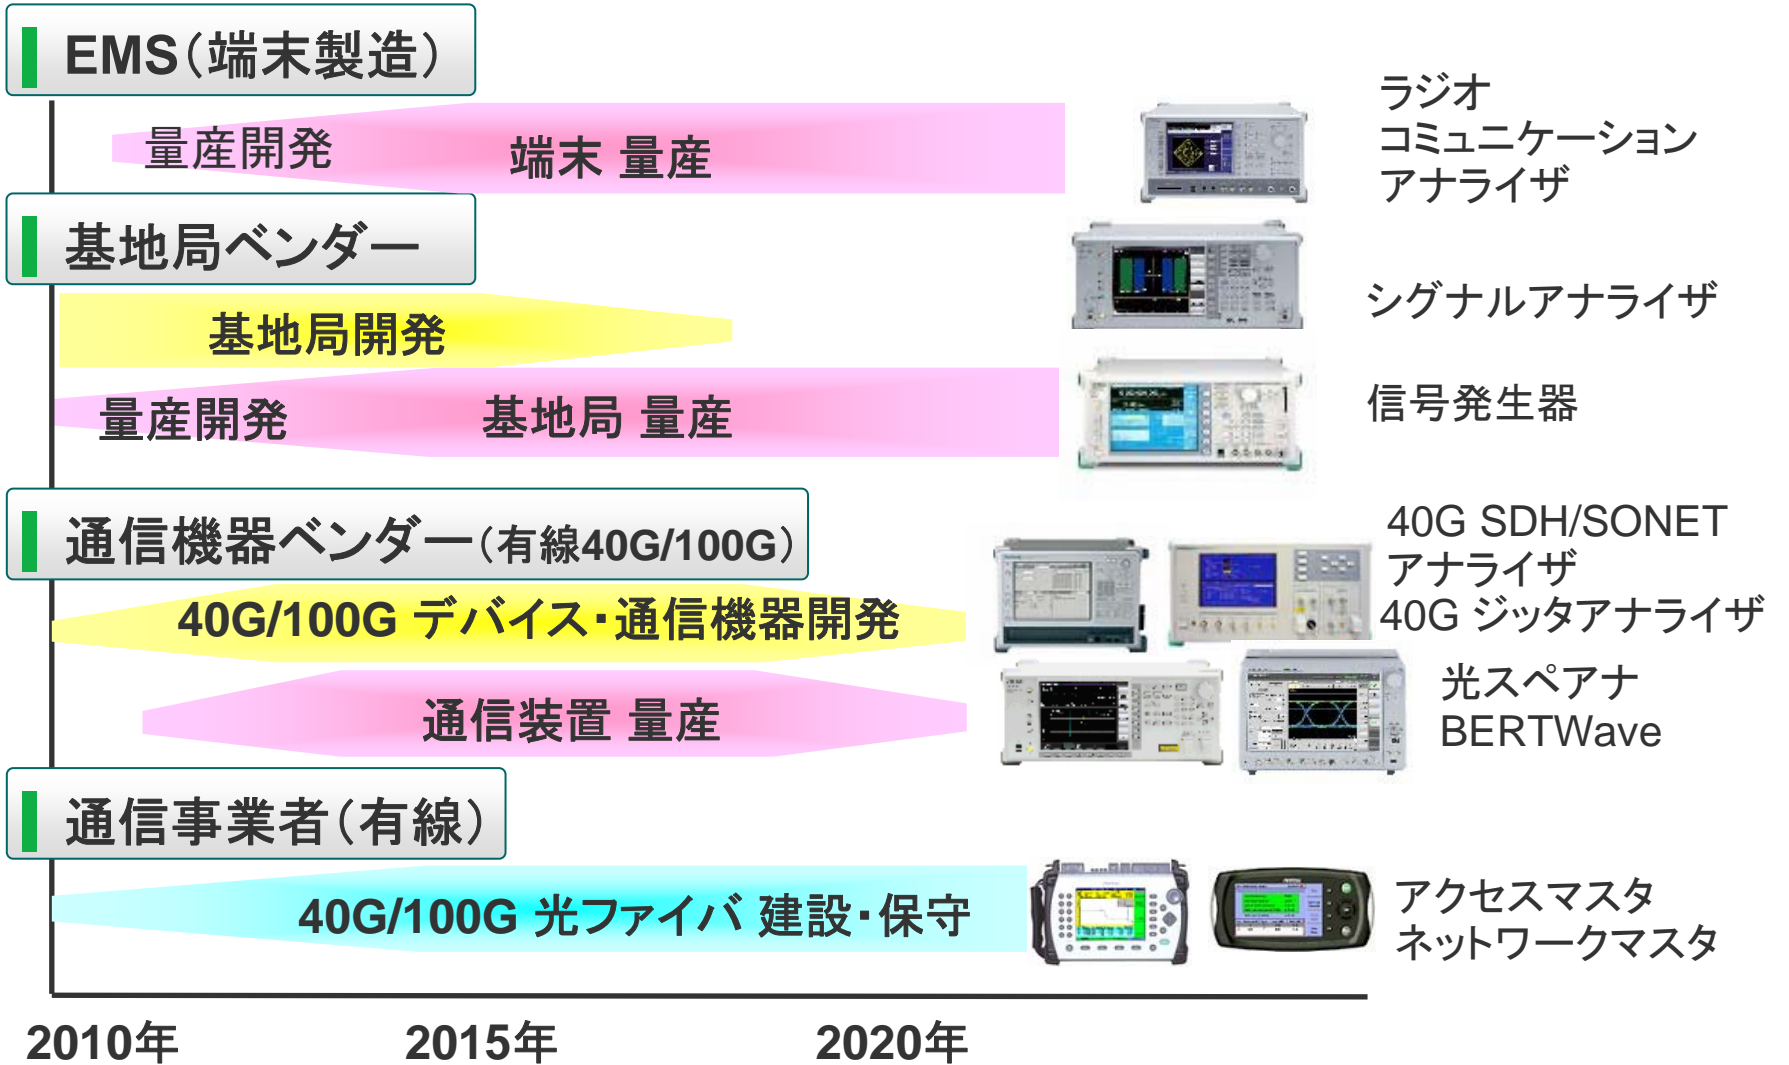 EMS（端末製造）
量産開発
端末 量産
ラジオ
コミュニケーション
アナライザ
基地局ベンダー
基地局開発
シグナルアナライザ
量産開発
基地局 量産
信号発生器
通信機器ベンダー（有線40G/100G）
40G/100G デバイス・通信機器開発
40G SDH/SONET
アナライザ
40G ジッタアナライザ
通信装置 量産
光スペアナ
BERTWave
通信事業者（有線）
40G/100G 光ファイバ 建設・保守
アクセスマスタ
ネットワークマスタ
2010年
2015年
2020年